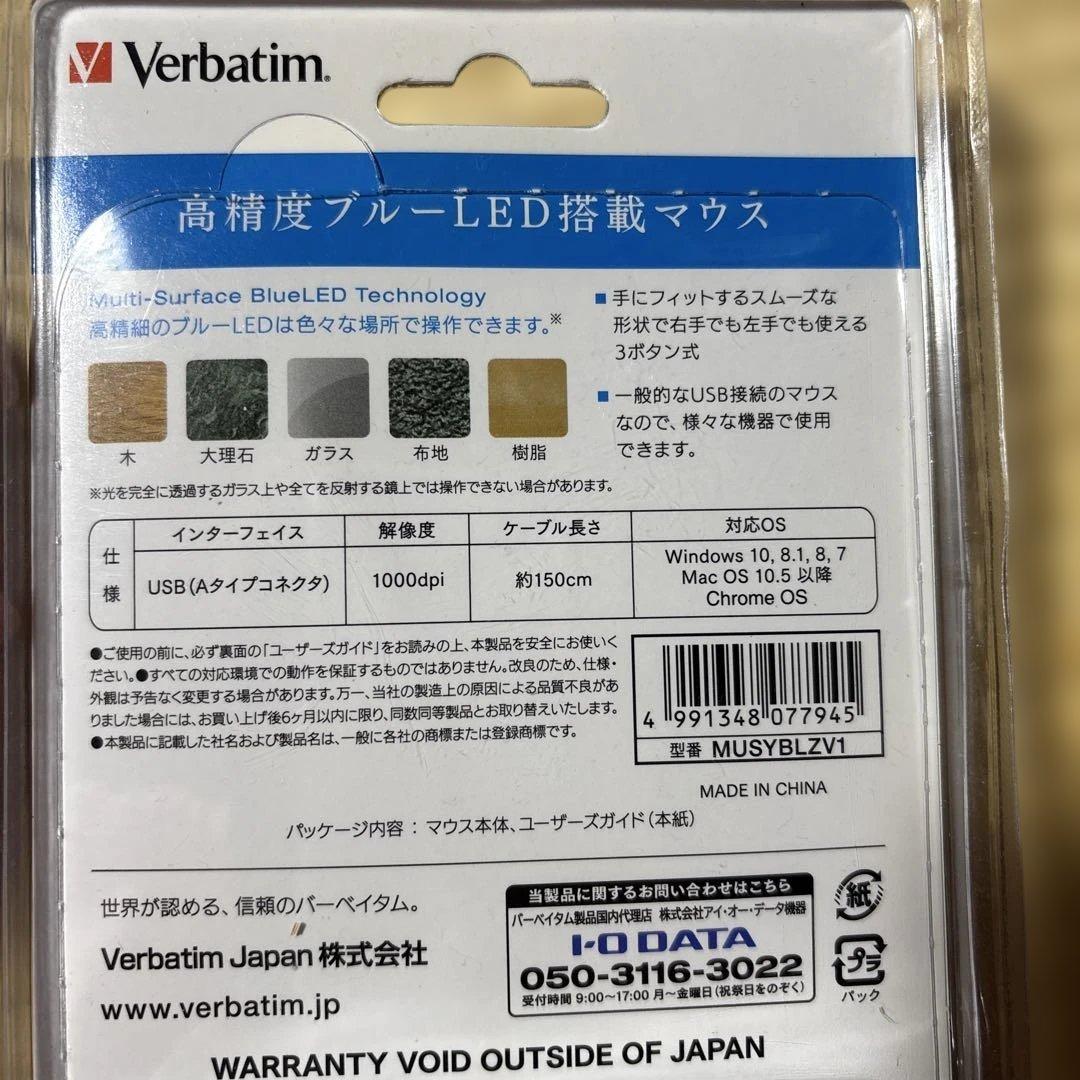 Verbatim.
高精度ブルーLED搭載マウス
Multi-Surface BlueLED Technology
高精細のブルーLEDは色々な場所で操作できます。※
木 大理石 ガラス 布地 樹脂
■ 手にフィットするスムーズな
形状で右手でも左手でも使える
3ボタン式
■ 一般的なUSB接続のマウス
なので、様々な機器で使用
できます。
※光を完全に透過するガラス上や全てを反射する鏡上では操作できない場合があります。
仕様
インターフェイス 解像度 ケーブル長さ 対応OS
USB(Aタイプコネクタ) 1000dpi 約150cm
Windows 10, 8.1, 8, 7
Mac OS 10.5 以降
Chrome OS
●ご使用の前に、必ず裏面の「ユーザーズガイド」をお読みの上、本製品を安全にお使いく
ださい。●すべての対応環境での動作を保証するものではありません。改良のため、仕様・
外観は予告なく変更する場合があります。万一、当社の製造上の原因による品質不良があ
りました場合には、お買い上げ後6ヶ月以内に限り、同数同等製品とお取り替えいたします。
●本製品に記載した社名および製品名は、一般に各社の商標または登録商標です。
4 991348 077945
型番 MUSYBLZV1
MADE IN CHINA
パッケージ内容 : マウス本体、ユーザーズガイド(本紙)
世界が認める、信頼のバーベイタム。
Verbatim Japan 株式会社
www.verbatim.jp
当製品に関するお問い合わせはこちら
バーベイタム製品国内代理店 株式会社アイ・オー・データ機器
I-O DATA
050-3116-3022
受付時間 9:00〜17:00 月〜金曜日(祝祭日をのぞく)
紙
プラ
パック
WARRANTY VOID OUTSIDE OF JAPAN